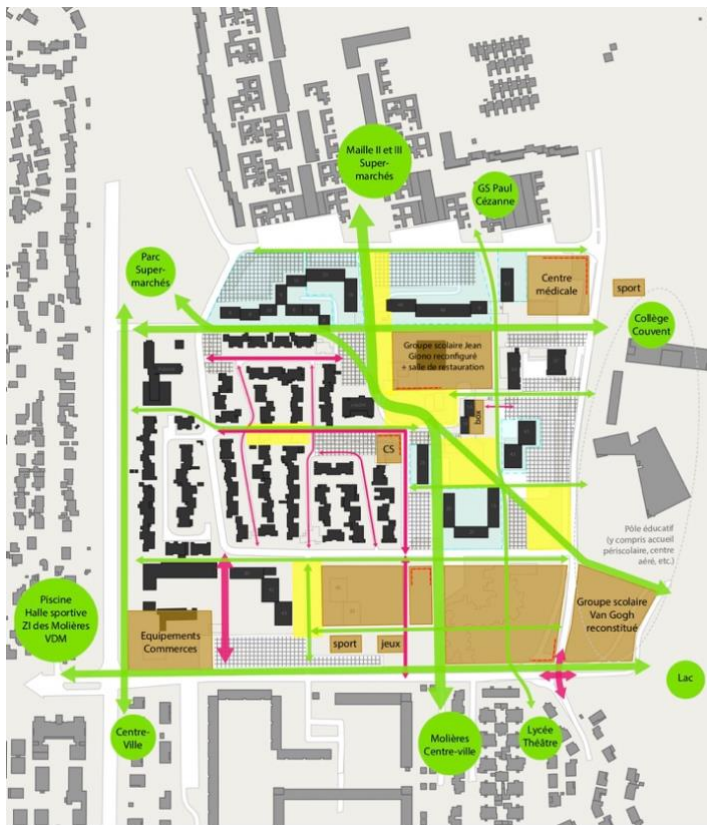 Maille II et III
Super-
marchés
GS Paul
Cézanne
Parc
Super-
marchés
Centre
médicale
sport
Collège
Couvent
Groupe scolaire Jean
Giono reconfiguré
+ salle de restauration
box
CS
Pôle éducatif
(y compris accueil
périscolaire, centre
aéré, etc.)
Piscine
Halle sportive
ZI des Molières
VDM
Equipements
Commerces
sport
jeux
Groupe scolaire
Van Gogh
reconstitué
Lac
Centre-
Ville
Molières
Centre-ville
Lycée
Théâtre